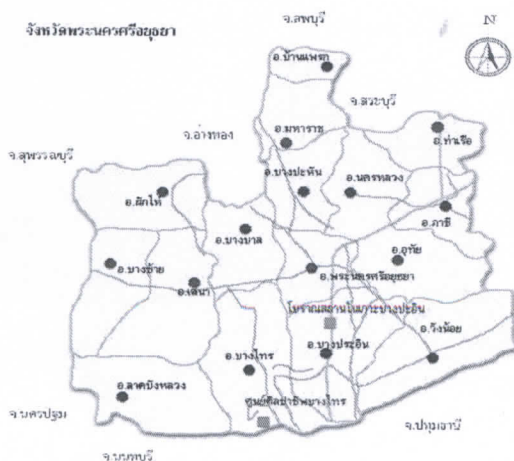 จ.ลพบุรี
N
จังหวัดพระนครศรีอยุธยา
อ.บ้านแพรก
จ.สระบุรี
จ.อ่างทอง
อ.มหาราช
อ.ท่าเรือ
จ.สุพรรณบุรี
อ.บางปะหัน
อ.นครหลวง
อ.ผักไห่
อ.ภาชี
อ.บางบาล
อ.อุทัย
อ.บางซ้าย
อ.พระนครศรีอยุธยา
อ.เสนา
โบราณสถานในเกาะบางปะอิน
อ.วังน้อย
อ.บางไทร
อ.บางประอิน
อ.ลาดบัวหลวง
ศูนย์ศิลปาชีพบางไทร
จ.นครปฐม
จ.ปทุมธานี
จ.นนทบุรี